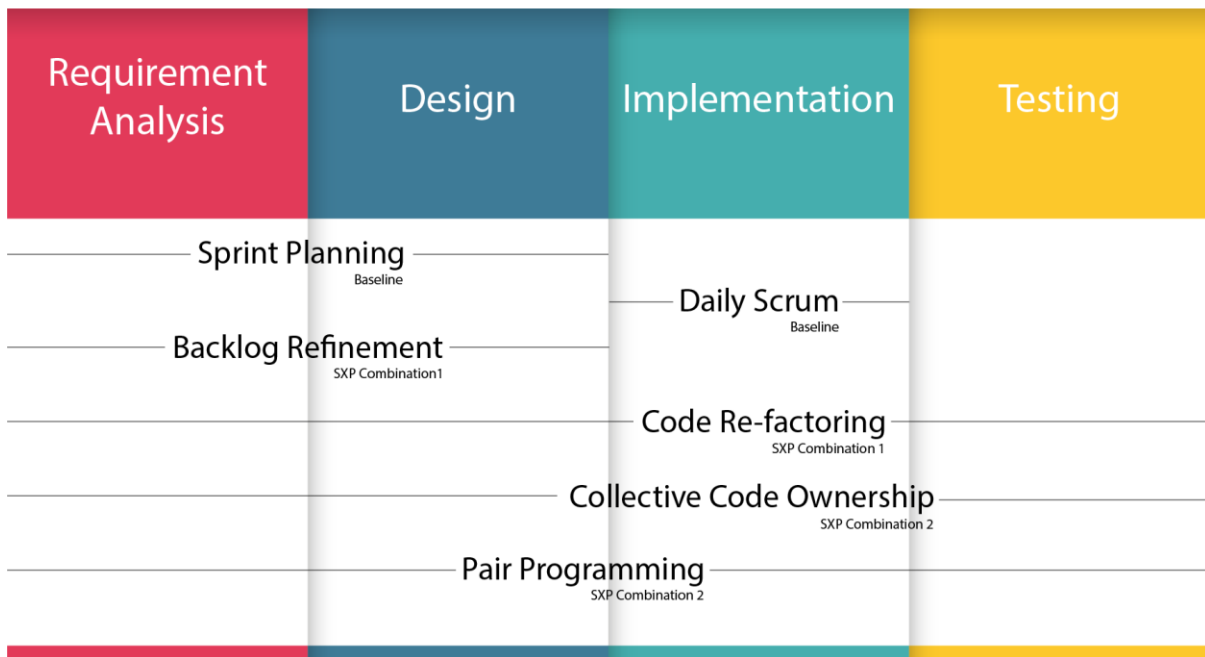 Requirement
Analysis
Design
Implementation
Testing
Sprint Planning
Baseline
Daily Scrum
Baseline
Backlog Refinement
SXP Combination1
Code Re-factoring
SXP Combination 1
Collective Code Ownership
SXP Combination 2
Pair Programming
SXP Combination 2